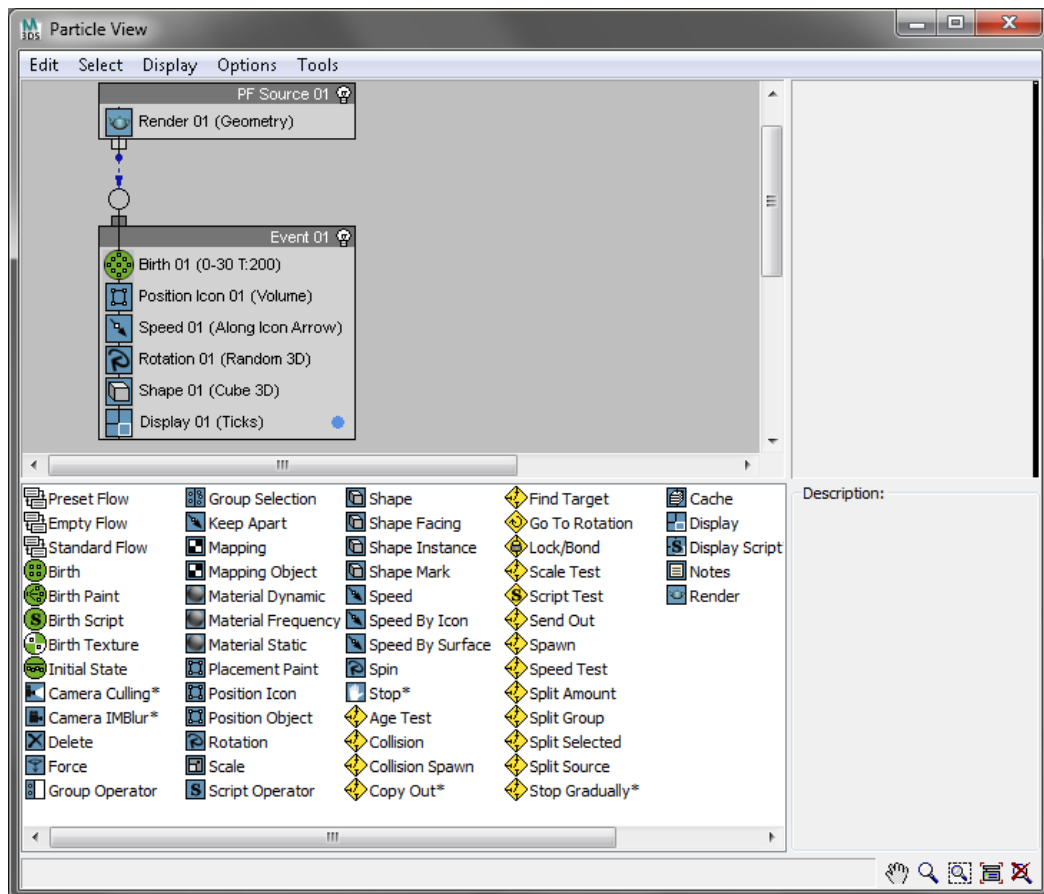 Particle View
Edit Select Display Options Tools
PF Source 01
Render 01 (Geometry)
Event 01
Birth 01 (0-30 T:200)
Position Icon 01 (Volume)
Speed 01 (Along Icon Arrow)
Rotation 01 (Random 3D)
Shape 01 (Cube 3D)
Display 01 (Ticks)
Preset Flow
Empty Flow
Standard Flow
Birth
Birth Paint
Birth Script
Birth Texture
Initial State
Camera Culling*
Camera IMBlur*
Delete
Force
Group Operator
Group Selection
Keep Apart
Mapping
Mapping Object
Material Dynamic
Material Frequency
Material Static
Placement Paint
Position Icon
Position Object
Rotation
Scale
Script Operator
Shape
Shape Facing
Shape Instance
Shape Mark
Speed
Speed By Icon
Speed By Surface
Spin
Stop*
Age Test
Collision
Collision Spawn
Copy Out*
Find Target
Go To Rotation
Lock/Bond
Scale Test
Script Test
Send Out
Spawn
Speed Test
Split Amount
Split Group
Split Selected
Split Source
Stop Gradually*
Cache
Display
Display Script
Notes
Render
Description: